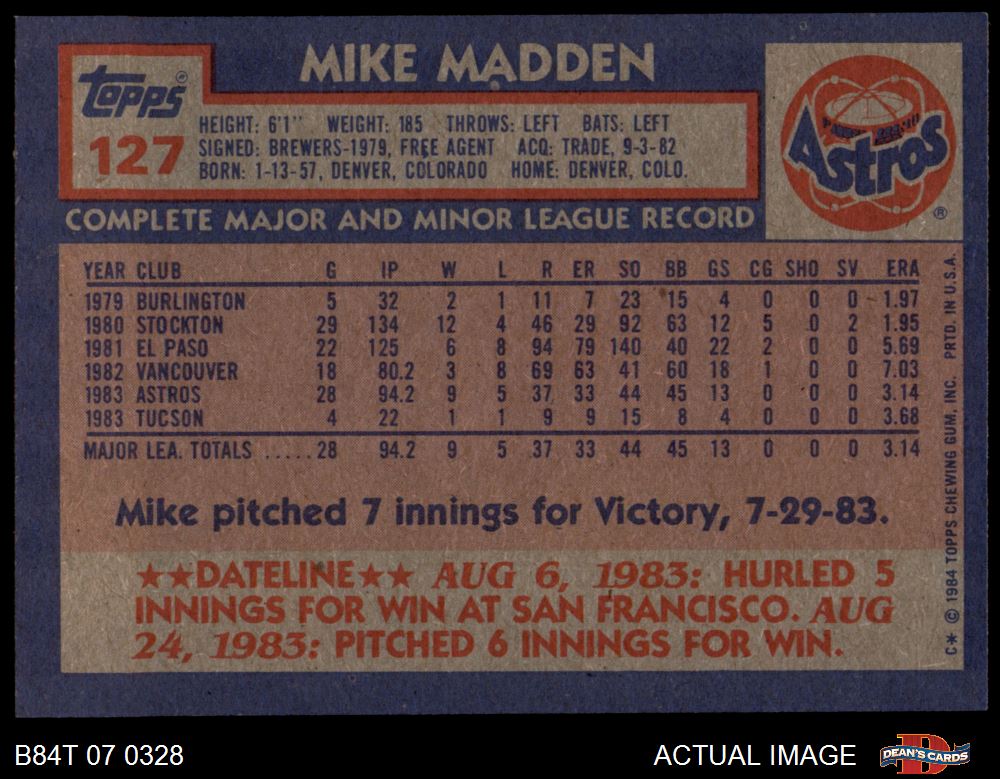 MIKE MADDEN
Topps®
127
HEIGHT: 6'1" WEIGHT: 185 THROWS: LEFT BATS: LEFT
SIGNED: BREWERS-1979, FREE AGENT ACQ: TRADE, 9-3-82
BORN: 1-13-57, DENVER, COLORADO HOME: DENVER, COLO.
Astros
®
COMPLETE MAJOR AND MINOR LEAGUE RECORD
YEAR CLUB G IP W L R ER SO BB GS CG SHO SV ERA
1979 BURLINGTON 5 32 2 1 11 7 23 15 4 0 0 0 1.97
1980 STOCKTON 29 134 12 4 46 29 92 63 12 5 0 2 1.95
1981 EL PASO 22 125 6 8 94 79 140 40 22 2 0 0 5.69
1982 VANCOUVER 18 80.2 3 8 69 63 41 60 18 1 0 0 7.03
1983 ASTROS 28 94.2 9 5 37 33 44 45 13 0 0 0 3.14
1983 TUCSON 4 22 1 1 9 9 15 8 4 0 0 0 3.68
MAJOR LEA. TOTALS ..... 28 94.2 9 5 37 33 44 45 13 0 0 0 3.14
Mike pitched 7 innings for Victory, 7-29-83.
★★DATELINE★★ AUG 6, 1983: HURLED 5
INNINGS FOR WIN AT SAN FRANCISCO. AUG
24, 1983: PITCHED 6 INNINGS FOR WIN.
C* © 1984 TOPPS CHEWING GUM, INC. PRTD. IN U.S.A.
B84T 07 0328
ACTUAL IMAGE
DEAN'S CARDS